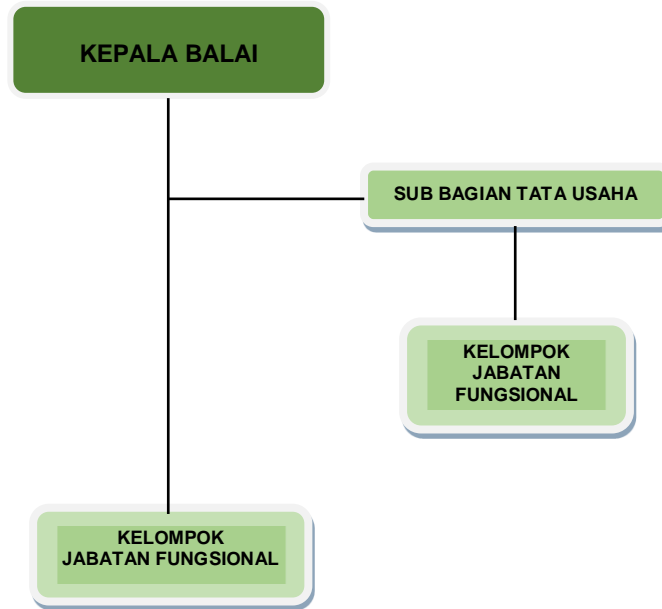 KEPALA BALAI
SUB BAGIAN TATA USAHA
KELOMPOK
JABATAN
FUNGSIONAL
KELOMPOK
JABATAN FUNGSIONAL